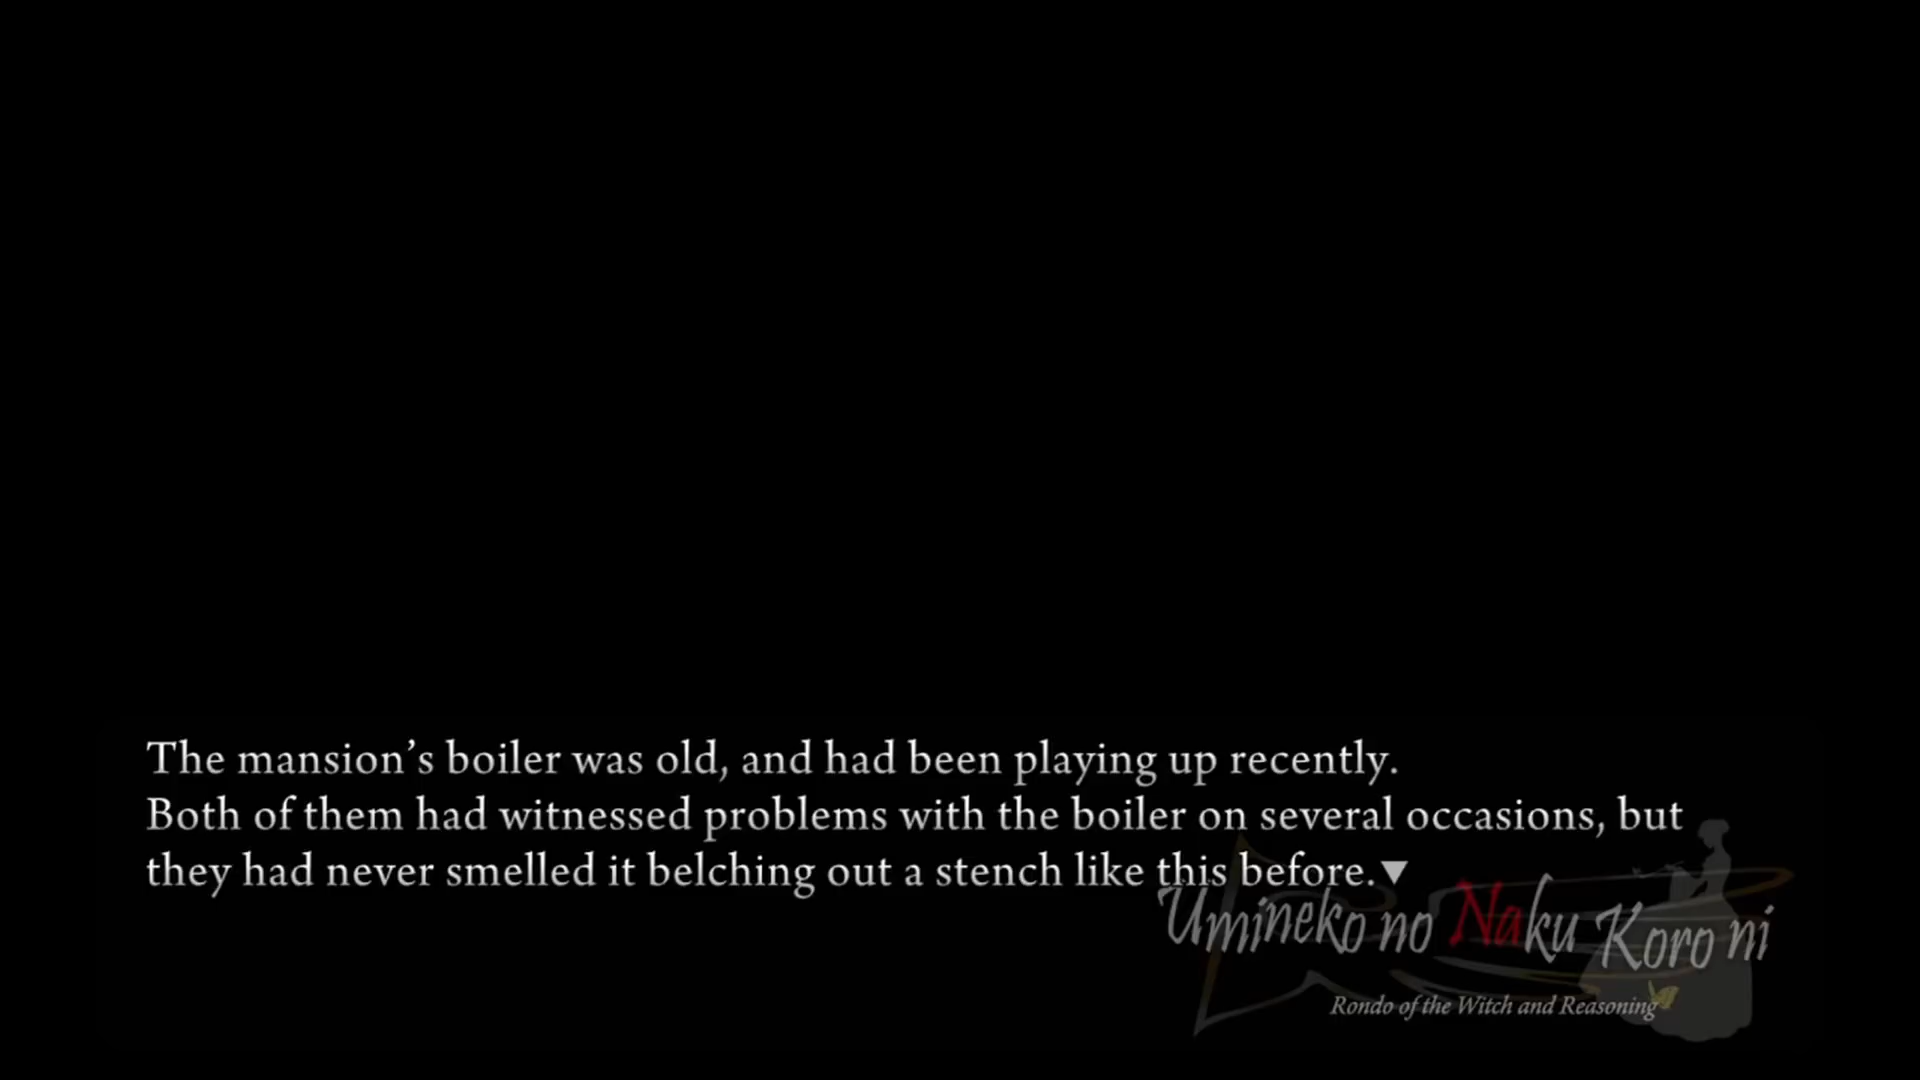 The mansion’s boiler was old, and had been playing up recently.
Both of them had witnessed problems with the boiler on several occasions, but
they had never smelled it belching out a stench like this before.▼
Umineko no Naku Koro ni
Rondo of the Witch and Reasoning